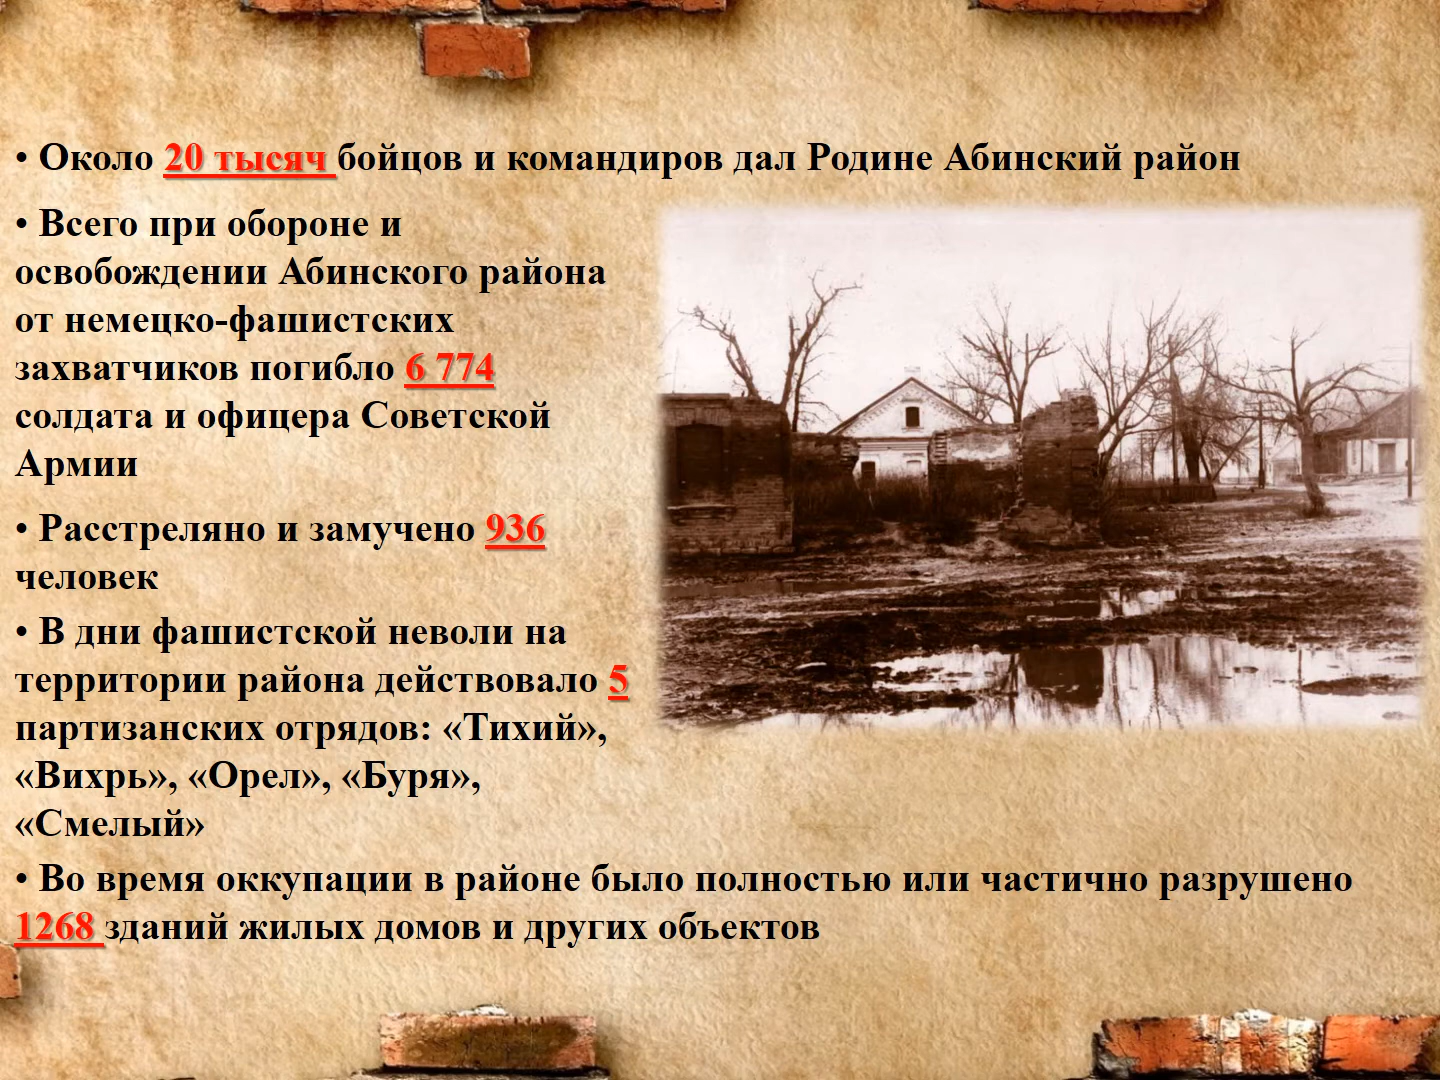 • Около 20 тысяч бойцов и командиров дал Родине Абинский район
• Всего при обороне и
освобождении Абинского района
от немецко-фашистских
захватчиков погибло 6 774
солдата и офицера Советской
Армии
• Расстреляно и замучено 936
человек
• В дни фашистской неволи на
территории района действовало 5
партизанских отрядов: «Тихий»,
«Вихрь», «Орел», «Буря»,
«Смелый»
• Во время оккупации в районе было полностью или частично разрушено
1268 зданий жилых домов и других объектов